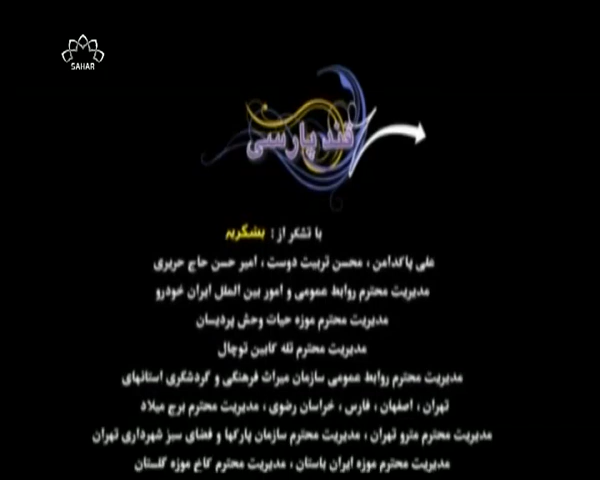 SAHAR
قند پارسی
با تشکر از : بشکریہ
علی پاکدامن ، محسن تربیت دوست ، امیر حسن حاج حریری
مدیریت محترم روابط عمومی و امور بین الملل ایران خودرو
مدیریت محترم موزه حیات وحش پردیسان
مدیریت محترم تله کابین توچال
مدیریت محترم روابط عمومی سازمان میراث فرهنگی و گردشگری استانهای
تهران ، اصفهان ، فارس ، خراسان رضوی ، مدیریت محترم برج میلاد
مدیریت محترم مترو تهران ، مدیریت محترم سازمان پارکها و فضای سبز شهرداری تهران
مدیریت محترم موزه ایران باستان ، مدیریت محترم کاخ موزه گلستان